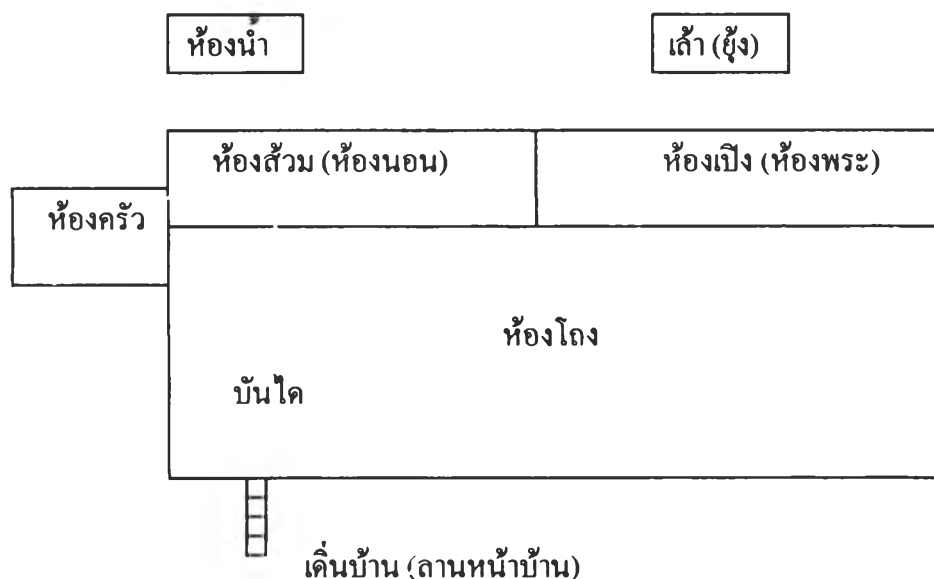 ห้องน้ำ
เล้า (ยุ้ง)
ห้องส้วม (ห้องนอน)
ห้องเปิง (ห้องพระ)
ห้องครัว
ห้องโถง
บันได
เดิ่นบ้าน (ลานหน้าบ้าน)